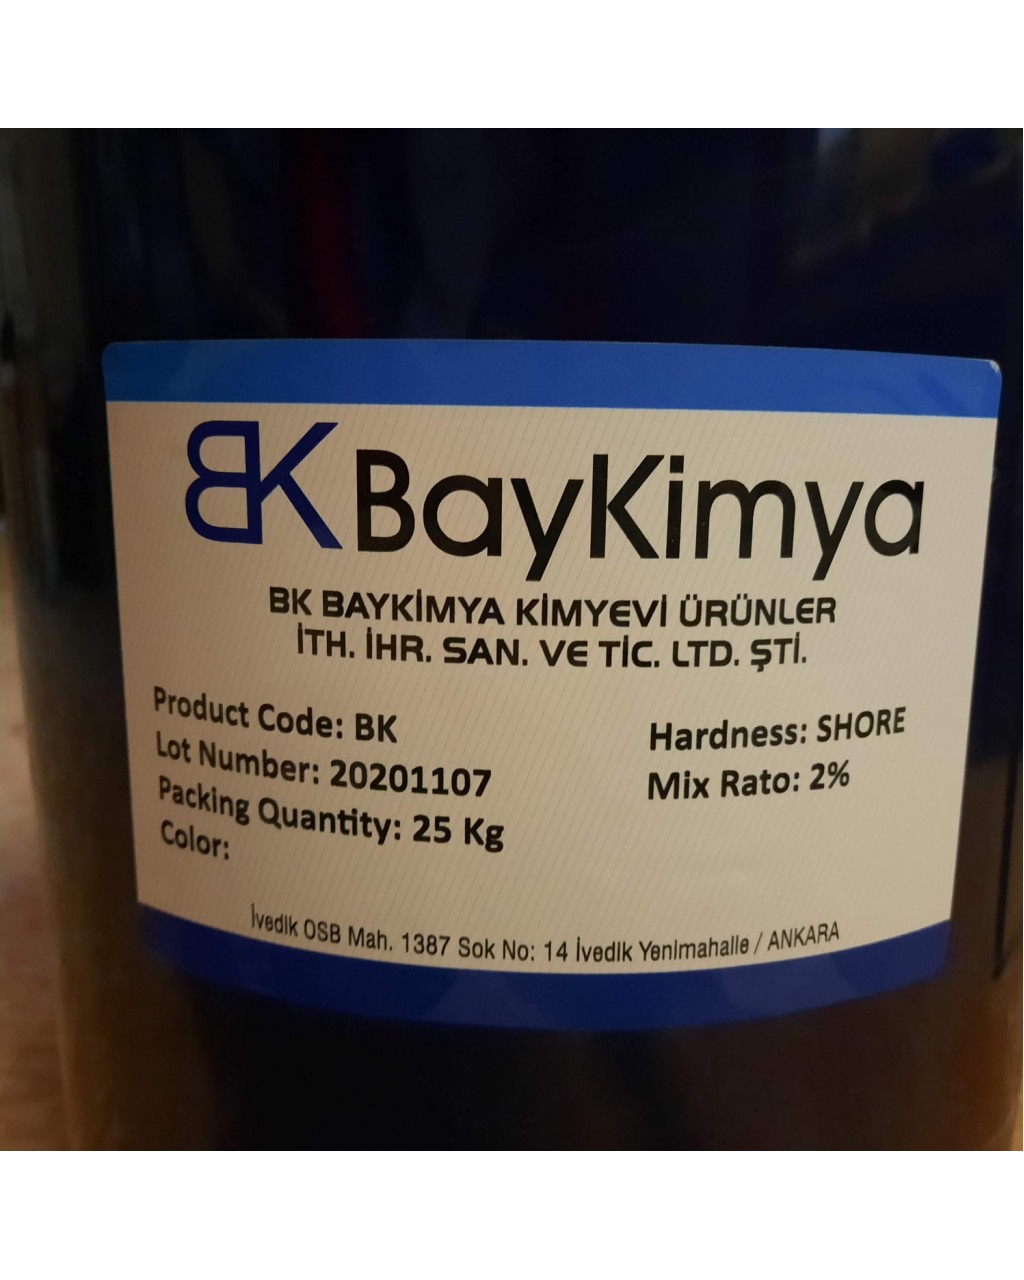 BK BayKimya
BK BAYKİMYA KİMYEVİ ÜRÜNLER
İTH. İHR. SAN. VE TİC. LTD. ŞTİ.
Product Code: BK
Lot Number: 20201107
Packing Quantity: 25 Kg
Color:
Hardness: SHORE
Mix Rato: 2%
İvedik OSB Mah. 1387 Sok No: 14 İvedik Yenimahalle / ANKARA